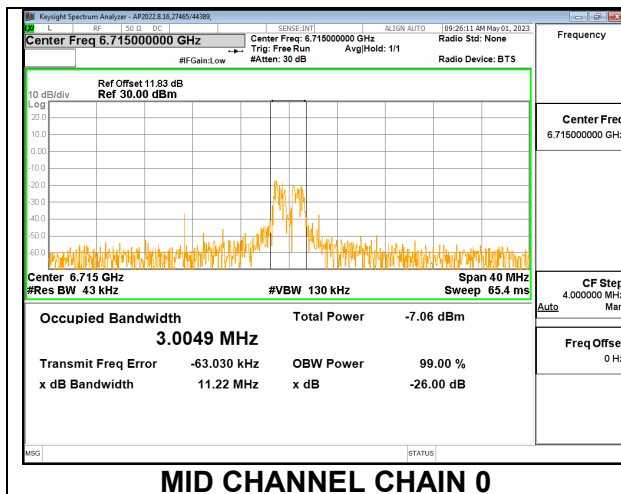 Keysight Spectrum Analyzer - AP2022.8.16,27465/44389,
L RF 50 Ω DC SENSE:INT ALIGN AUTO 09:26:11 AM May 01, 2023
Center Freq 6.715000000 GHz Center Freq: 6.715000000 GHz Radio Std: None
Trig: Free Run Avg|Hold: 1/1
#IFGain:Low #Atten: 30 dB Radio Device: BTS
Frequency
Ref Offset 11.83 dB
10 dB/div Ref 30.00 dBm
Log
20.0
10.0
0.00
-10.0
-20.0
-30.0
-40.0
-50.0
-60.0
Center 6.715 GHz Span 40 MHz
#Res BW 43 kHz #VBW 130 kHz Sweep 65.4 ms
Occupied Bandwidth Total Power -7.06 dBm
3.0049 MHz
Transmit Freq Error -63.030 kHz OBW Power 99.00 %
x dB Bandwidth 11.22 MHz x dB -26.00 dB
Center Freq
6.715000000 GHz
CF Step
4.000000 MHz
Auto Man
Freq Offset
0 Hz
MSG STATUS
MID CHANNEL CHAIN 0